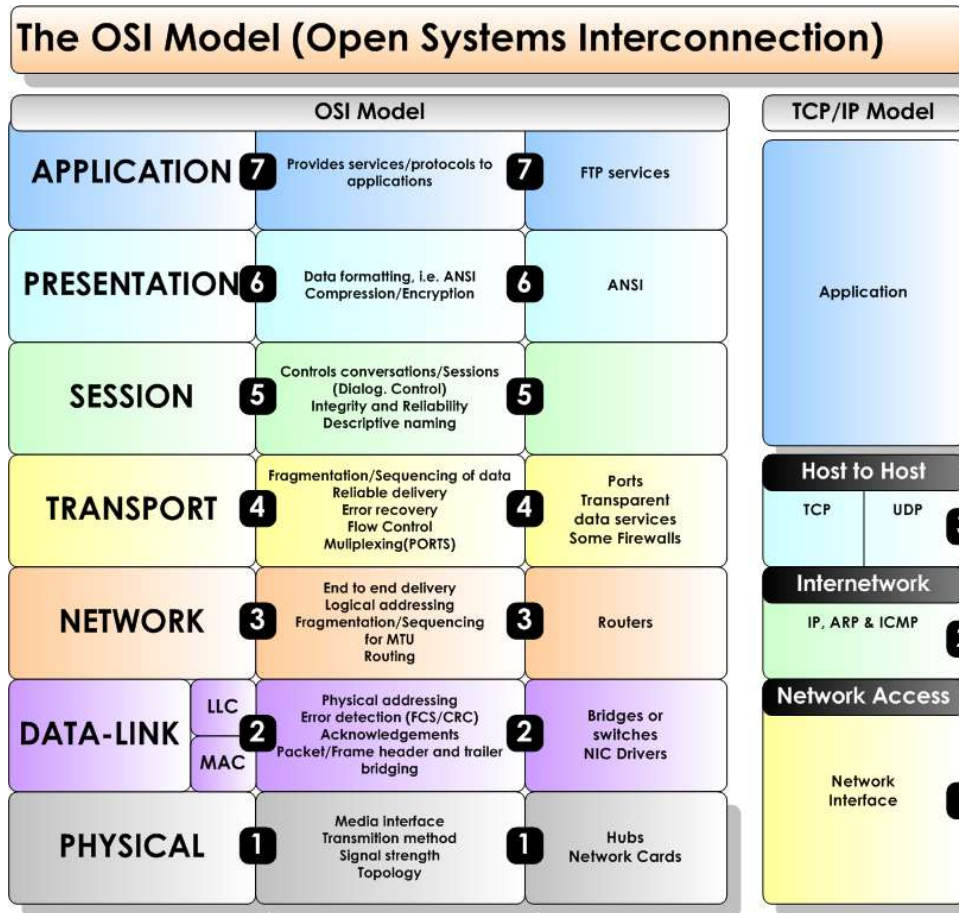 The OSI Model (Open Systems Interconnection)
OSI Model
APPLICATION
7
Provides services/protocols to
applications
7
FTP services
PRESENTATION
6
Data formatting, i.e. ANSI
Compression/Encryption
6
ANSI
SESSION
5
Controls conversations/Sessions
(Dialog. Control)
Integrity and Reliability
Descriptive naming
5
TRANSPORT
4
Fragmentation/Sequencing of data
Reliable delivery
Error recovery
Flow Control
Muliplexing(PORTS)
4
Ports
Transparent
data services
Some Firewalls
NETWORK
3
End to end delivery
Logical addressing
Fragmentation/Sequencing
for MTU
Routing
3
Routers
DATA-LINK
LLC
MAC
2
Physical addressing
Error detection (FCS/CRC)
Acknowledgements
Packet/Frame header and trailer
bridging
2
Bridges or
switches
NIC Drivers
PHYSICAL
1
Media interface
Transmition method
Signal strength
Topology
1
Hubs
Network Cards
TCP/IP Model
Application
Host to Host
TCP
UDP
Internetwork
IP, ARP & ICMP
Network Access
Network
Interface